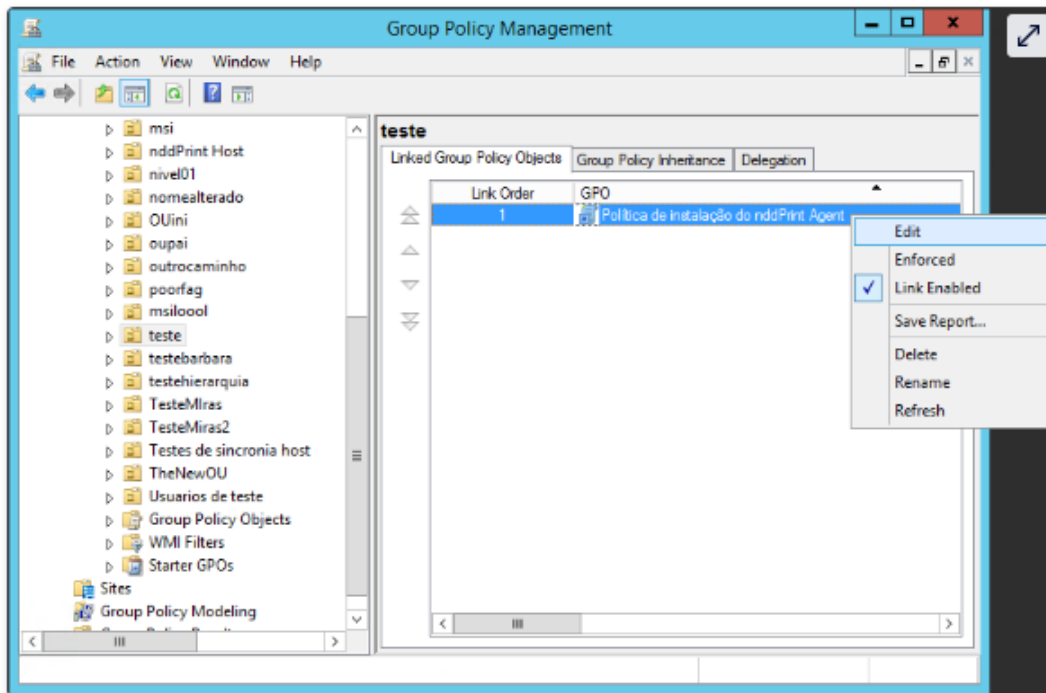 Group Policy Management
File Action View Window Help
msi
nddPrint Host
nivel01
nomealterado
OUini
oupai
outrocaminho
poorfag
msiloool
teste
testebarbara
testehierarquia
TesteMIras
TesteMiras2
Testes de sincronia host
TheNewOU
Usuarios de teste
Group Policy Objects
WMI Filters
Starter GPOs
Sites
Group Policy Modeling
teste
Linked Group Policy Objects Group Policy Inheritance Delegation
Link Order GPO
1 Política de instalação do nddPrint Agent
Edit
Enforced
Link Enabled
Save Report...
Delete
Rename
Refresh